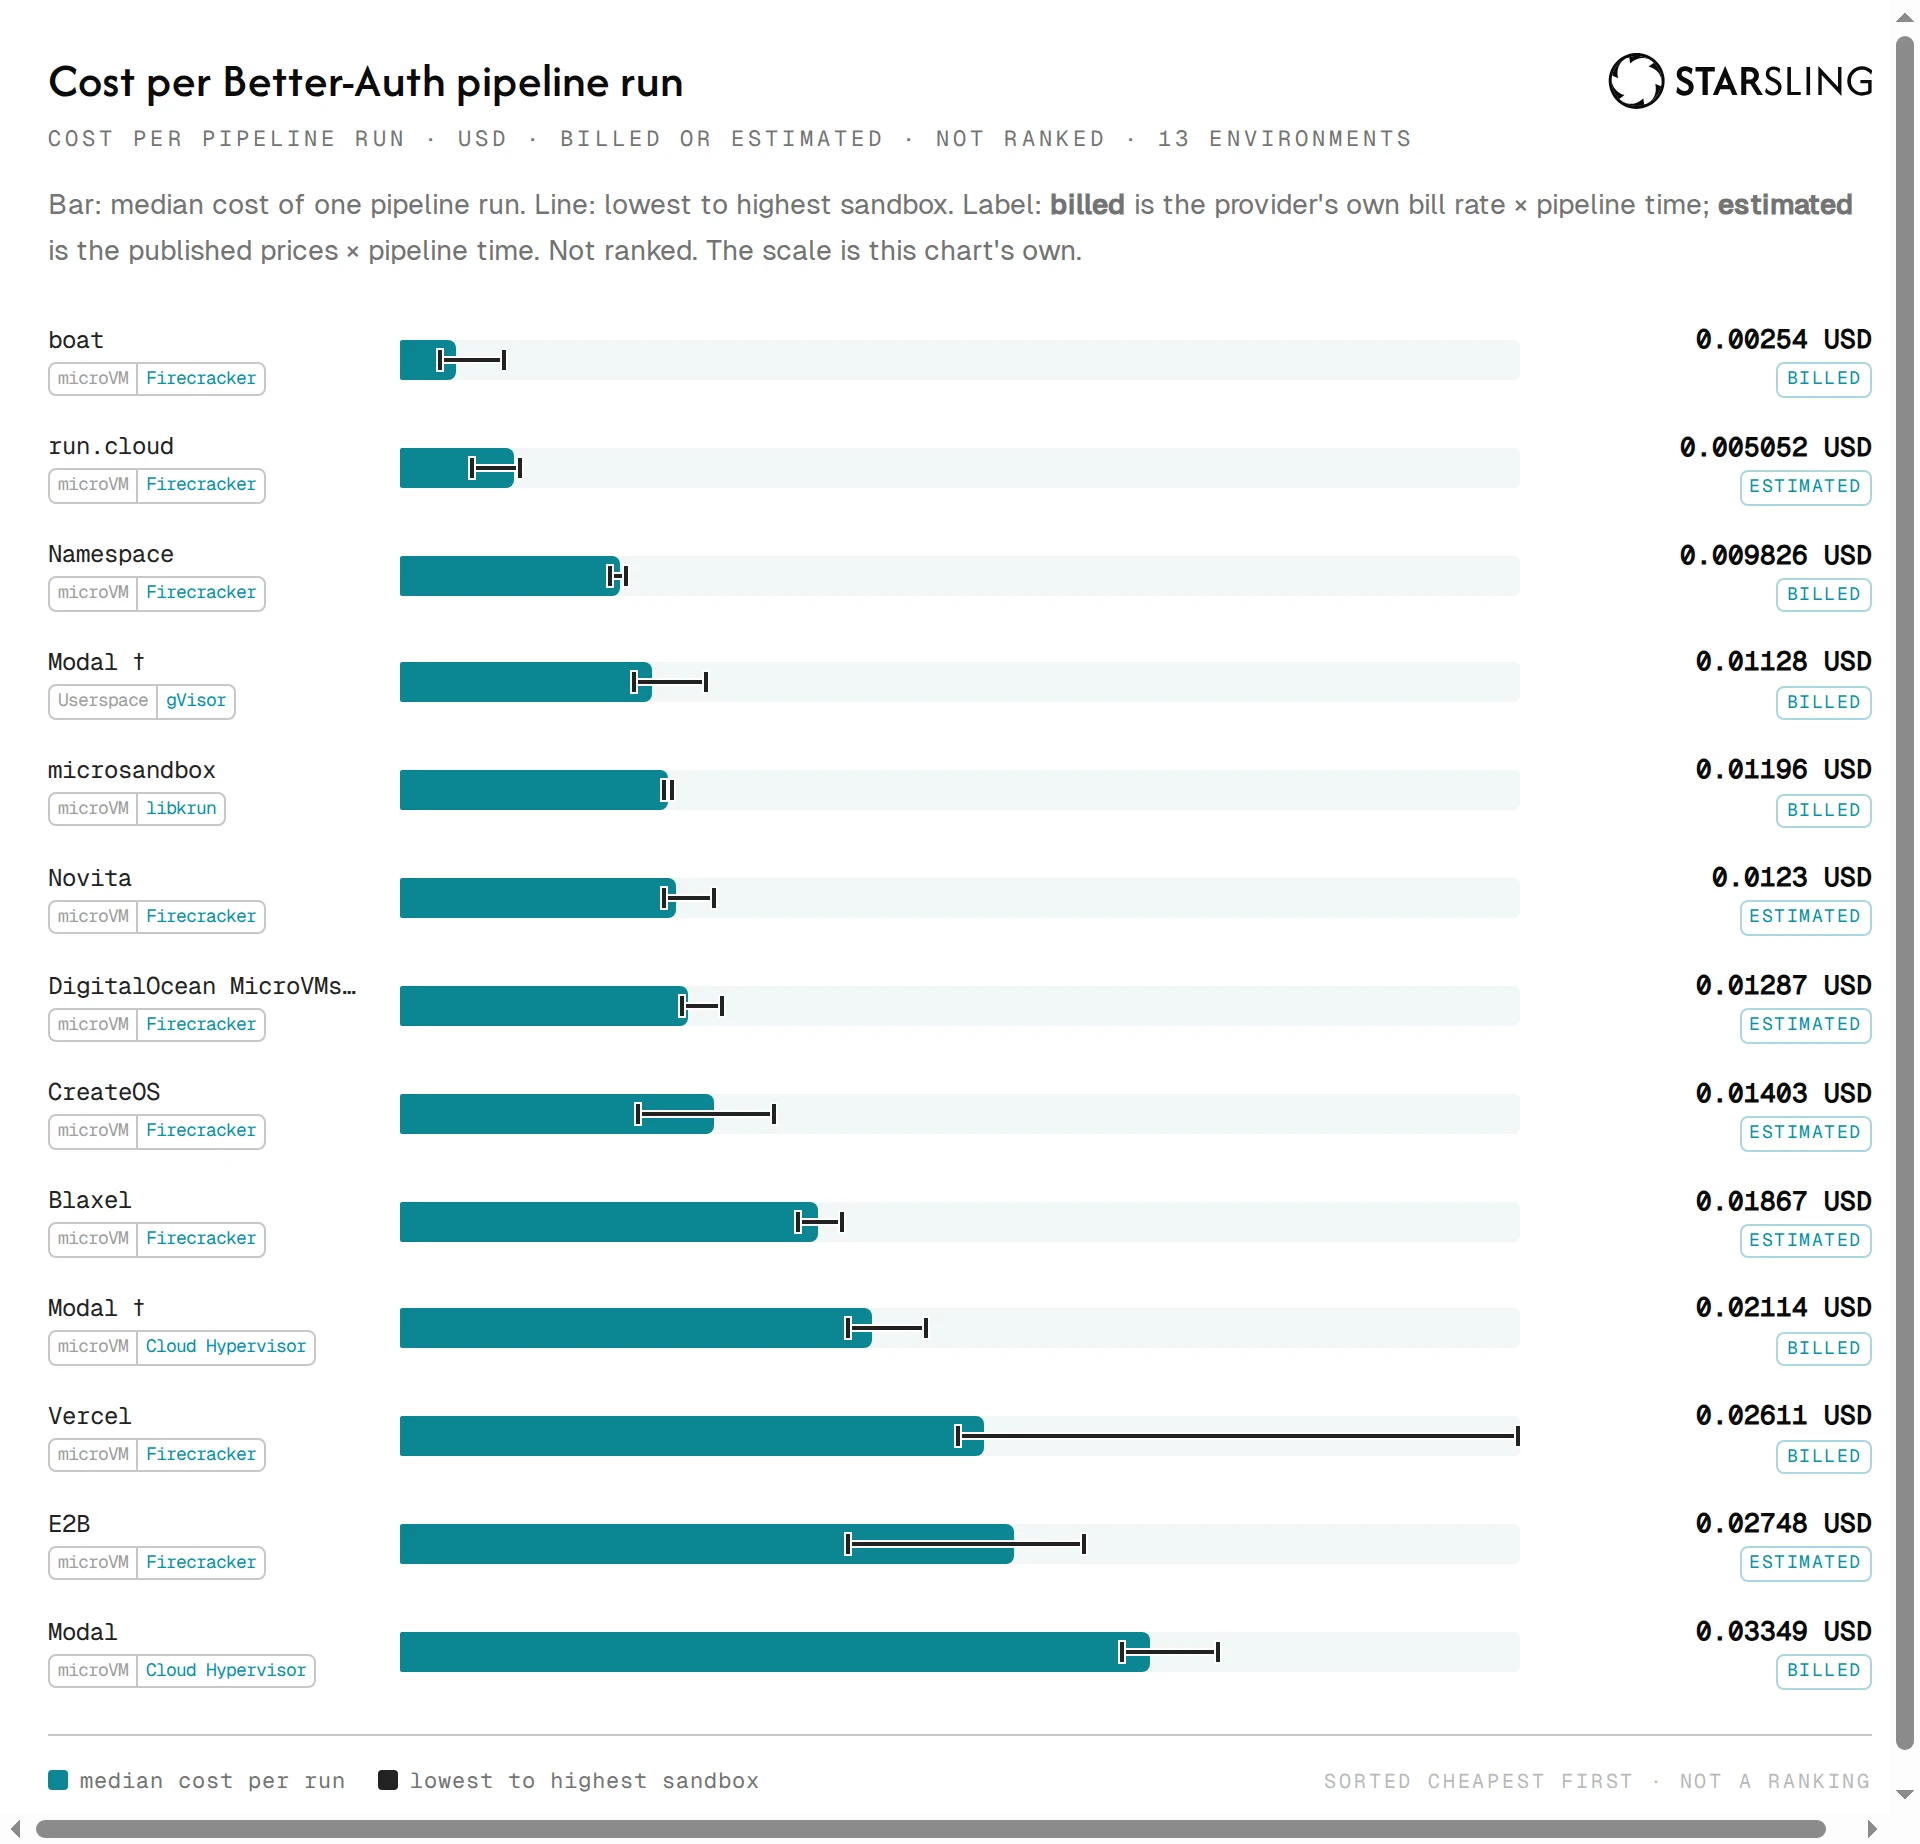 Cost per Better-Auth pipeline run
STARSLING
COST PER PIPELINE RUN · USD · BILLED OR ESTIMATED · NOT RANKED · 13 ENVIRONMENTS
Bar: median cost of one pipeline run. Line: lowest to highest sandbox. Label: billed is the provider's own bill rate × pipeline time; estimated
is the published prices × pipeline time. Not ranked. The scale is this chart's own.
boat
microVM Firecracker
0.00254 USD
BILLED
run.cloud
microVM Firecracker
0.005052 USD
ESTIMATED
Namespace
microVM Firecracker
0.009826 USD
BILLED
Modal †
Userspace gVisor
0.01128 USD
BILLED
microsandbox
microVM libkrun
0.01196 USD
BILLED
Novita
microVM Firecracker
0.0123 USD
ESTIMATED
DigitalOcean MicroVMs…
microVM Firecracker
0.01287 USD
ESTIMATED
CreateOS
microVM Firecracker
0.01403 USD
ESTIMATED
Blaxel
microVM Firecracker
0.01867 USD
ESTIMATED
Modal †
microVM Cloud Hypervisor
0.02114 USD
BILLED
Vercel
microVM Firecracker
0.02611 USD
BILLED
E2B
microVM Firecracker
0.02748 USD
ESTIMATED
Modal
microVM Cloud Hypervisor
0.03349 USD
BILLED
median cost per run lowest to highest sandbox
SORTED CHEAPEST FIRST · NOT A RANKING